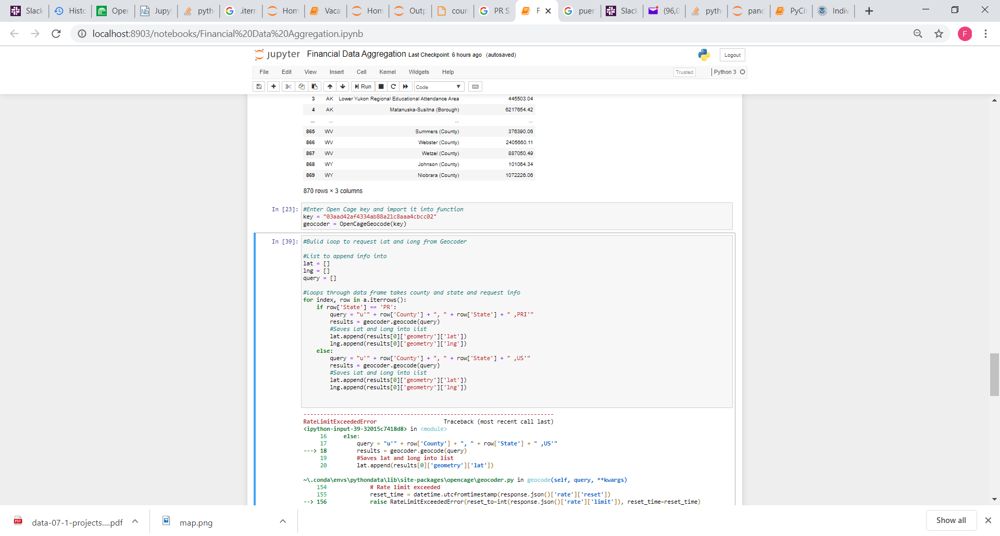 Slack
Histo
Open
Jupyt
pytho
.iterr
Hom
Vaca
Hom
Outp
coun
PR S
F
puer
Slack
(96,0
pytho
panc
PyCit
Indiv
localhost:8903/notebooks/Financial%20Data%20Aggregation.ipynb
F
jupyter Financial Data Aggregation Last Checkpoint: 6 hours ago (autosaved)
Logout
File Edit View Insert Cell Kernel Widgets Help
Trusted
Python 3
Run
Code
3 AK Lower Yukon Regional Educational Attendance Area 445503.04
4 AK Matanuska-Susitna (Borough) 6217654.42
... ... ... ...
865 WV Summers (County) 376390.06
866 WV Webster (County) 2405660.11
867 WV Wetzel (County) 887050.49
868 WY Johnson (County) 101064.34
869 WY Niobrara (County) 1072226.06
870 rows × 3 columns
In [23]: #Enter Open Cage key and import it into function
key = "03aad42af4334ab88a21c8aaa4cbcc02"
geocoder = OpenCageGeocode(key)
In [39]: #Build loop to request lat and long from Geocoder
#List to append info into
lat = []
lng = []
query = []
#loops through data frame takes county and state and request info
for index, row in a.iterrows():
if row['State'] == 'PR':
query = "u'" + row['County'] + ", " + row['State'] + " ,PRI'"
results = geocoder.geocode(query)
#Saves lat and long into list
lat.append(results[0]['geometry']['lat'])
lng.append(results[0]['geometry']['lng'])
else:
query = "u'" + row['County'] + ", " + row['State'] + " ,US'"
results = geocoder.geocode(query)
#Saves lat and long into list
lat.append(results[0]['geometry']['lat'])
lng.append(results[0]['geometry']['lng'])
---------------------------------------------------------------------------
RateLimitExceededError Traceback (most recent call last)
<ipython-input-39-32015c7418d8> in <module>
16 else:
17 query = "u'" + row['County'] + ", " + row['State'] + " ,US'"
---> 18 results = geocoder.geocode(query)
19 #Saves lat and long into list
20 lat.append(results[0]['geometry']['lat'])
~\.conda\envs\pythondata\lib\site-packages\opencage\geocoder.py in geocode(self, query, **kwargs)
154 # Rate limit exceeded
155 reset_time = datetime.utcfromtimestamp(response.json()['rate']['reset'])
--> 156 raise RateLimitExceededError(reset_to=int(response.json()['rate']['limit']), reset_time=reset_time)
PDF
data-07-1-projects....pdf
map.png
Show all